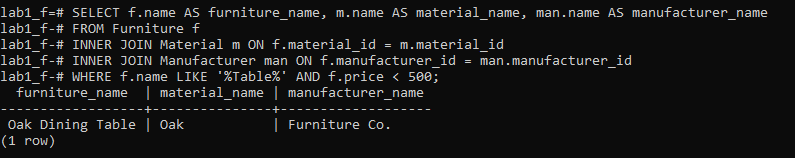 lab1_f=# SELECT f.name AS furniture_name, m.name AS material_name, man.name AS manufacturer_name
lab1_f-# FROM Furniture f
lab1_f-# INNER JOIN Material m ON f.material_id = m.material_id
lab1_f-# INNER JOIN Manufacturer man ON f.manufacturer_id = man.manufacturer_id
lab1_f-# WHERE f.name LIKE '%Table%' AND f.price < 500;
  furniture_name  | material_name | manufacturer_name
------------------+---------------+-------------------
 Oak Dining Table | Oak           | Furniture Co.
(1 row)